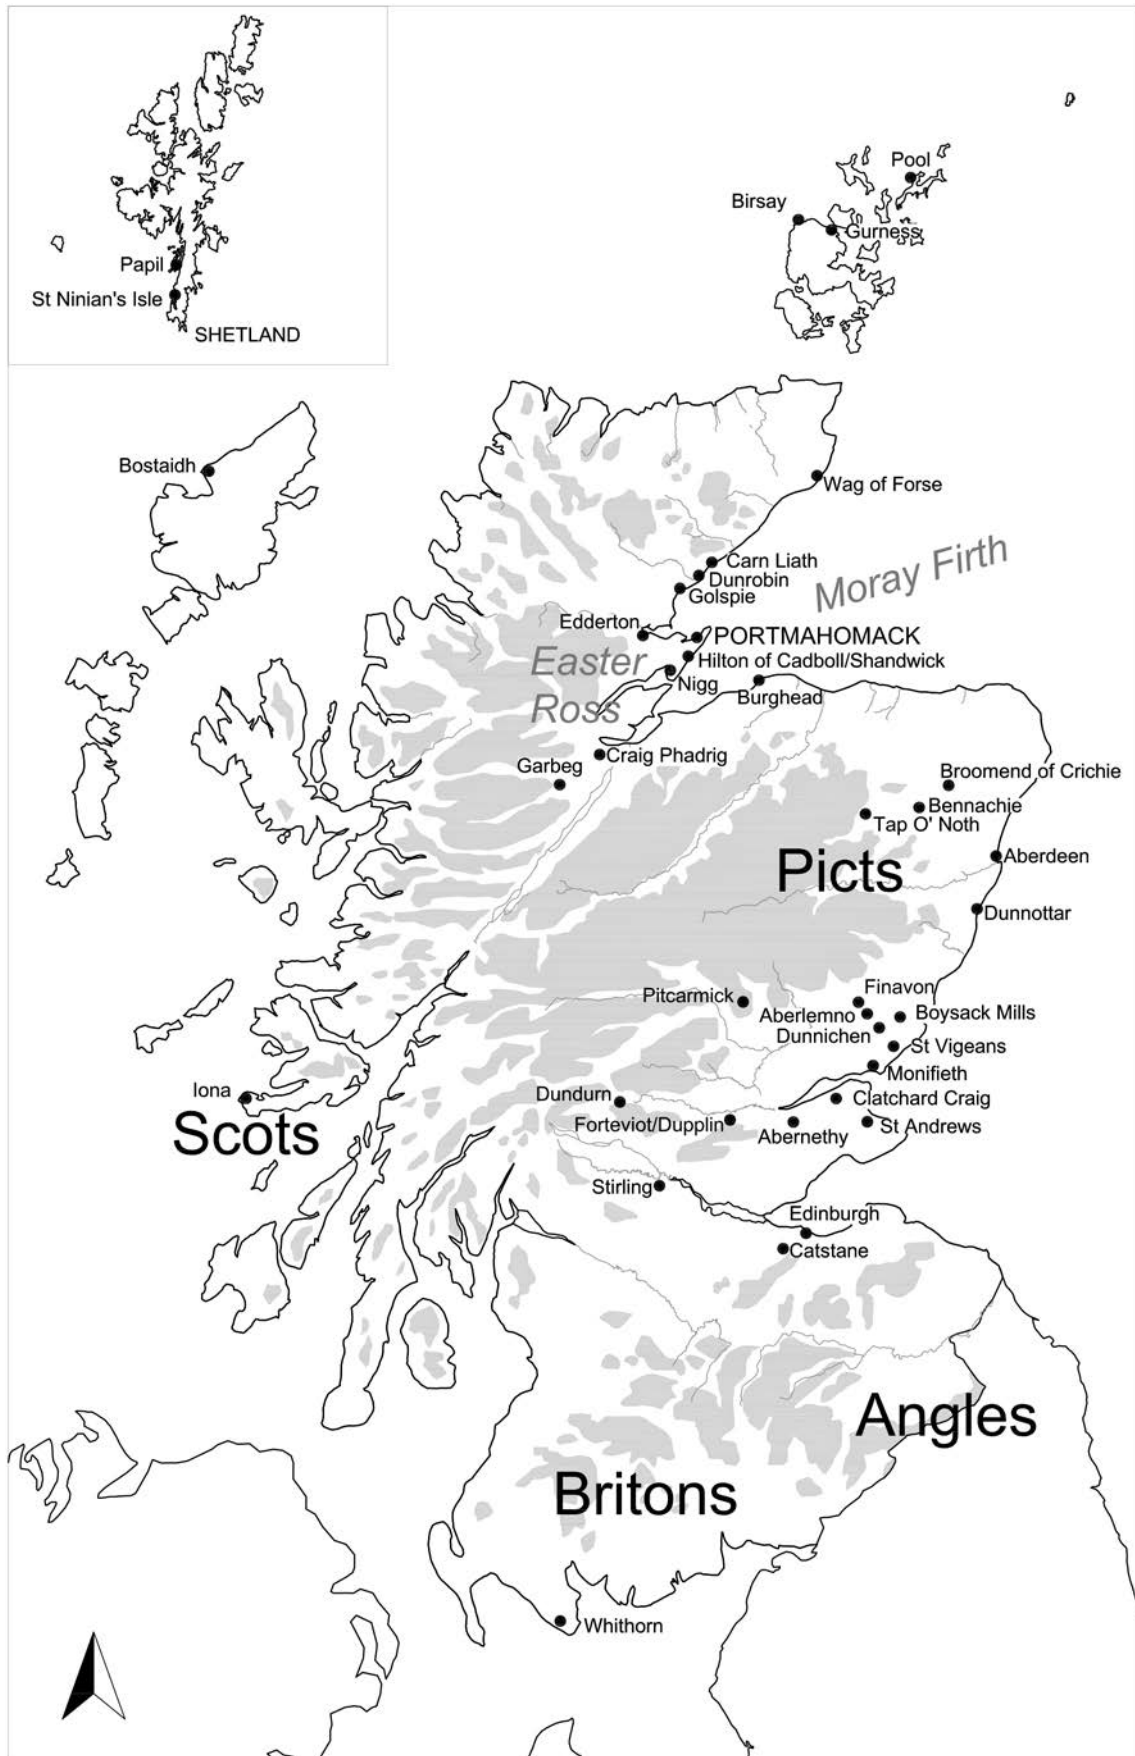 Pool
Birsay
Gurness
Papil
St Ninian's Isle
SHETLAND
Bostaidh
Wag of Forse
Carn Liath
Dunrobin
Golspie
Moray Firth
Edderton
PORTMAHOMACK
Easter
Ross
Hilton of Cadboll/Shandwick
Nigg
Burghead
Craig Phadrig
Garbeg
Broomend of Crichie
Bennachie
Tap O' Noth
Picts
Aberdeen
Dunnottar
Pitcarmick
Finavon
Aberlemno
Boysack Mills
Dunnichen
St Vigeans
Monifieth
Iona
Dundurn
Clatchard Craig
Scots
Forteviot/Dupplin
Abernethy
St Andrews
Stirling
Edinburgh
Catstane
Angles
Britons
Whithorn